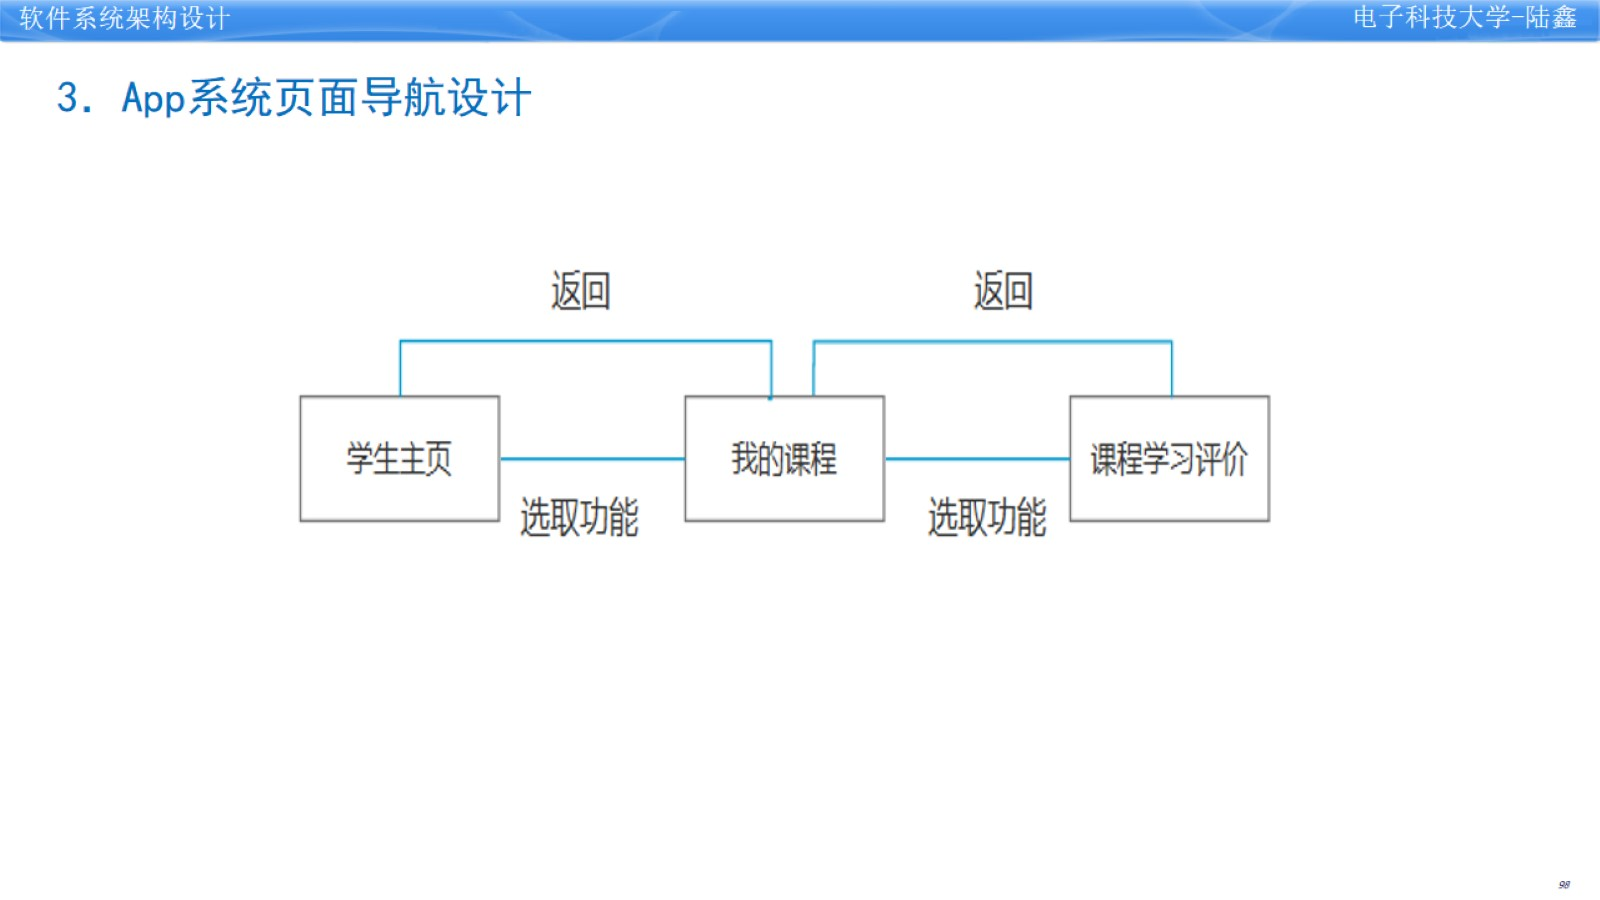 软件系统架构设计
电子科技大学-陆鑫
3. App系统页面导航设计
返回
返回
学生主页
我的课程
课程学习评价
选取功能
选取功能
98